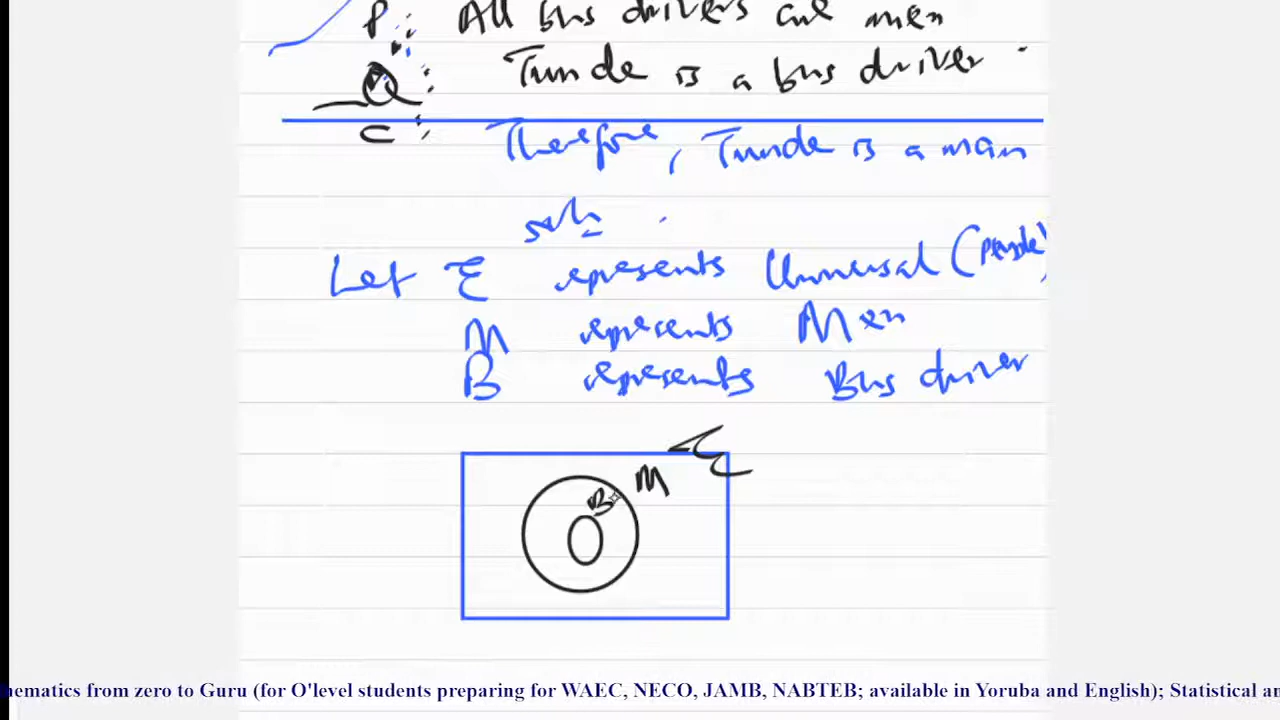 P: All bus drivers are men
Q: Tunde is a bus driver.
C: Therefore, Tunde is a man
soln
Let ℰ represents Universal (People)
M represents Men
B represents Bus driver
ℰ
M
B
hematics from zero to Guru (for O'level students preparing for WAEC, NECO, JAMB, NABTEB; available in Yoruba and English); Statistical an